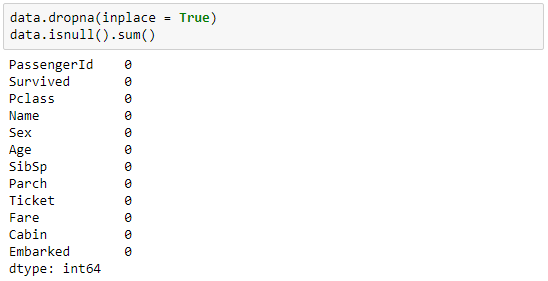 data.dropna(inplace = True)
data.isnull().sum()
PassengerId    0
Survived       0
Pclass         0
Name           0
Sex            0
Age            0
SibSp          0
Parch          0
Ticket         0
Fare           0
Cabin          0
Embarked       0
dtype: int64